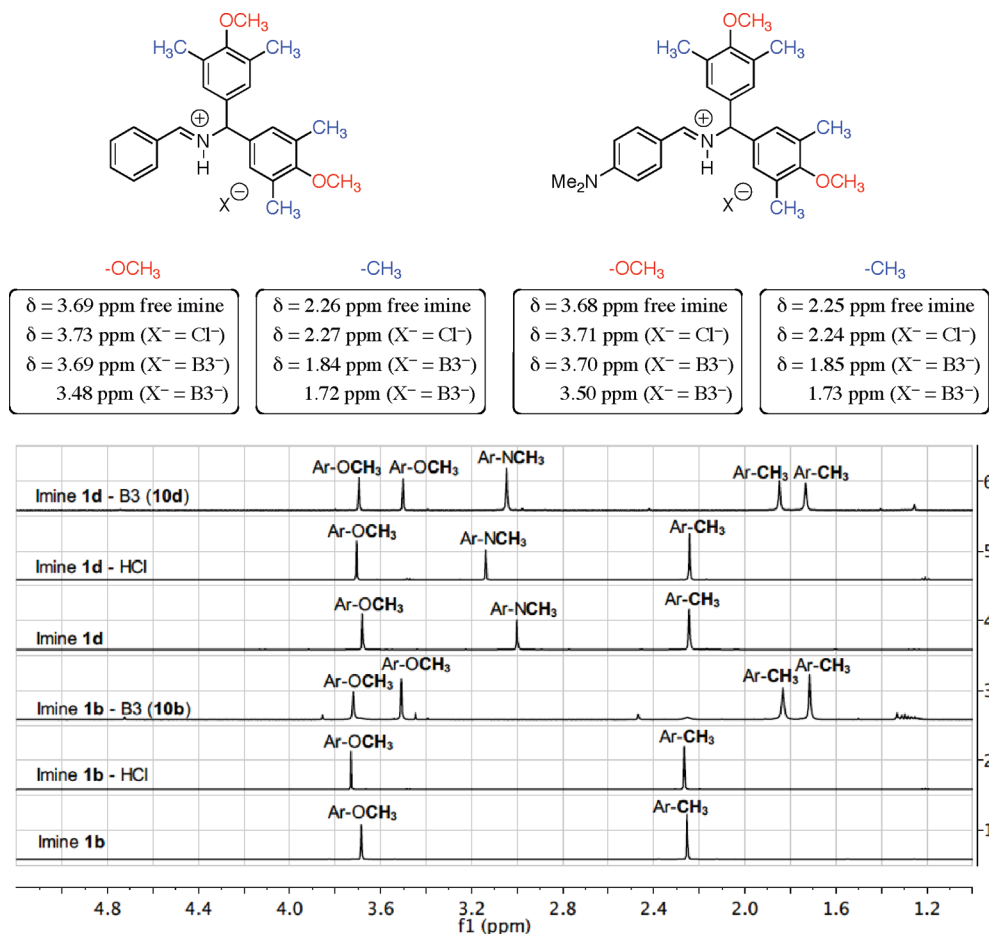 OCH₃
H₃C CH₃
⊕
N
H
CH₃
OCH₃
CH₃
X⊖
OCH₃
H₃C CH₃
⊕
N
H
CH₃
OCH₃
CH₃
Me₂N
X⊖
-OCH₃
δ = 3.69 ppm free imine
δ = 3.73 ppm (X⁻ = Cl⁻)
δ = 3.69 ppm (X⁻ = B3⁻)
3.48 ppm (X⁻ = B3⁻)
-CH₃
δ = 2.26 ppm free imine
δ = 2.27 ppm (X⁻ = Cl⁻)
δ = 1.84 ppm (X⁻ = B3⁻)
1.72 ppm (X⁻ = B3⁻)
-OCH₃
δ = 3.68 ppm free imine
δ = 3.71 ppm (X⁻ = Cl⁻)
δ = 3.70 ppm (X⁻ = B3⁻)
3.50 ppm (X⁻ = B3⁻)
-CH₃
δ = 2.25 ppm free imine
δ = 2.24 ppm (X⁻ = Cl⁻)
δ = 1.85 ppm (X⁻ = B3⁻)
1.73 ppm (X⁻ = B3⁻)
Imine 1d - B3 (10d) Ar-OCH₃ Ar-OCH₃ Ar-NCH₃ Ar-CH₃ Ar-CH₃ 6
Imine 1d - HCl Ar-OCH₃ Ar-NCH₃ Ar-CH₃ 5
Imine 1d Ar-OCH₃ Ar-NCH₃ Ar-CH₃ 4
Imine 1b - B3 (10b) Ar-OCH₃ Ar-OCH₃ Ar-CH₃ Ar-CH₃ 3
Imine 1b - HCl Ar-OCH₃ Ar-CH₃ 2
Imine 1b Ar-OCH₃ Ar-CH₃ 1
4.8 4.4 4.0 3.6 3.2 2.8 2.4 2.0 1.6 1.2
f1 (ppm)